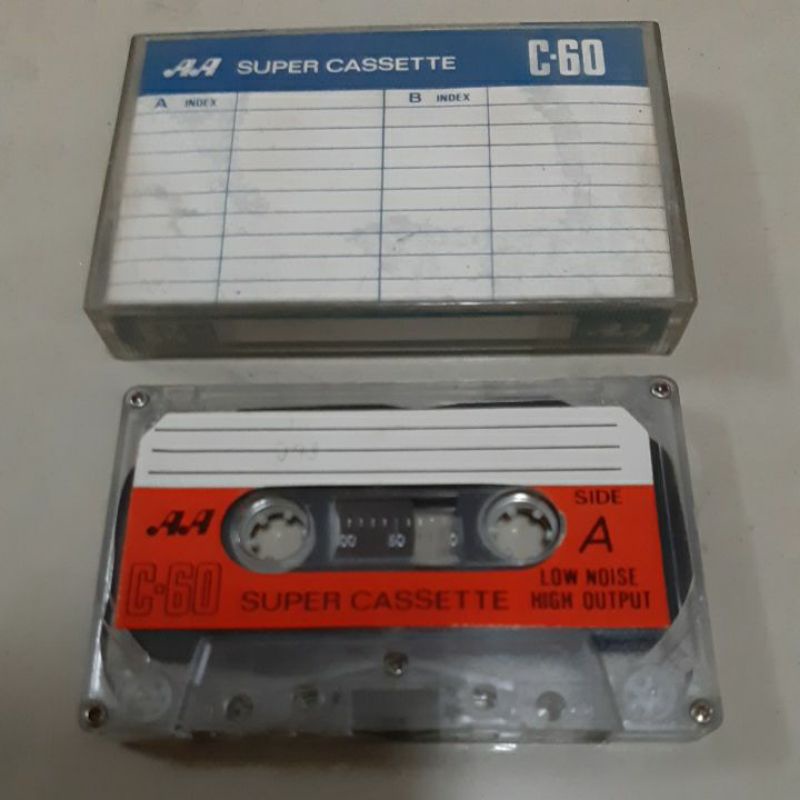 AA SUPER CASSETTE C-60
A INDEX B INDEX
SIDE
AA A
C-60 SUPER CASSETTE
LOW NOISE
HIGH OUTPUT